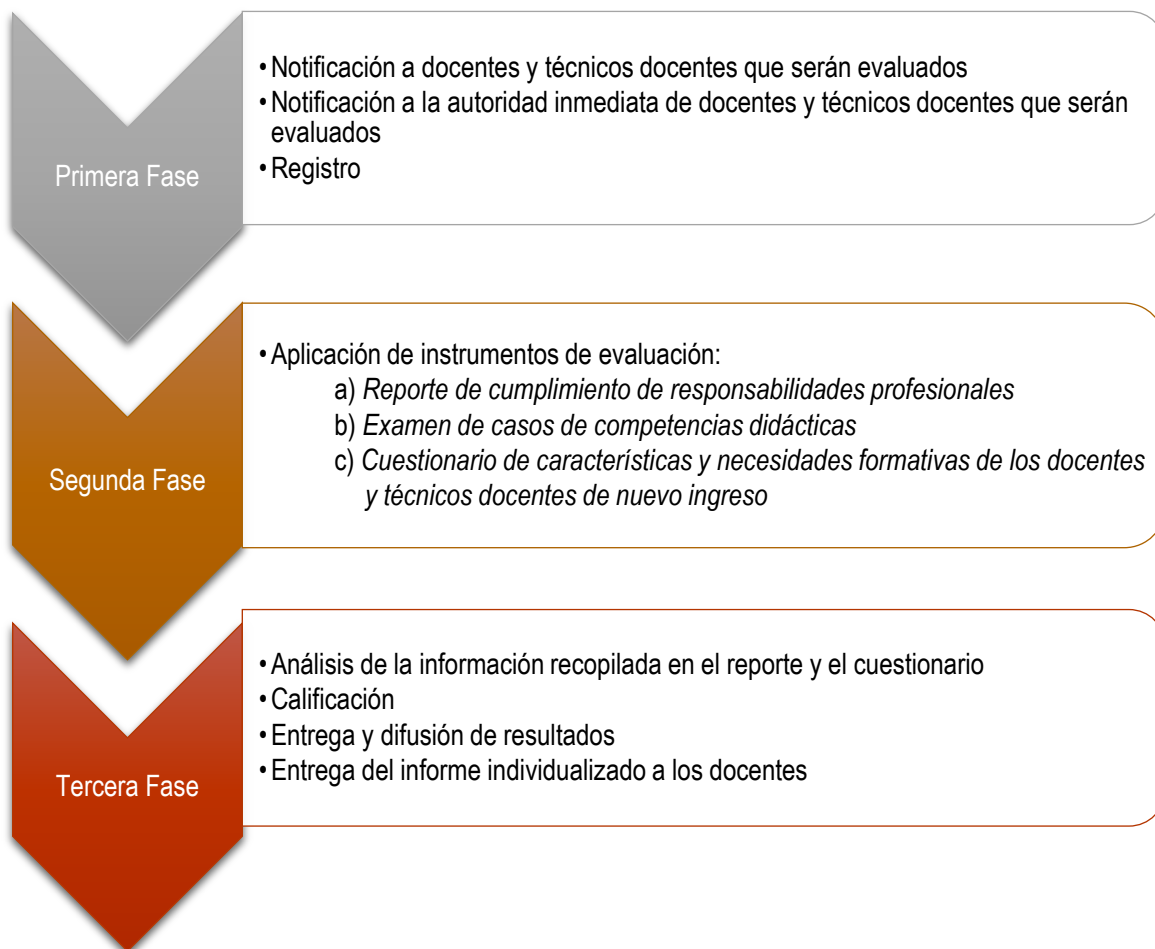 Primera Fase
•Notificación a docentes y técnicos docentes que serán evaluados
•Notificación a la autoridad inmediata de docentes y técnicos docentes que serán
evaluados
•Registro
Segunda Fase
•Aplicación de instrumentos de evaluación:
a) Reporte de cumplimiento de responsabilidades profesionales
b) Examen de casos de competencias didácticas
c) Cuestionario de características y necesidades formativas de los docentes
y técnicos docentes de nuevo ingreso
Tercera Fase
•Análisis de la información recopilada en el reporte y el cuestionario
•Calificación
•Entrega y difusión de resultados
•Entrega del informe individualizado a los docentes